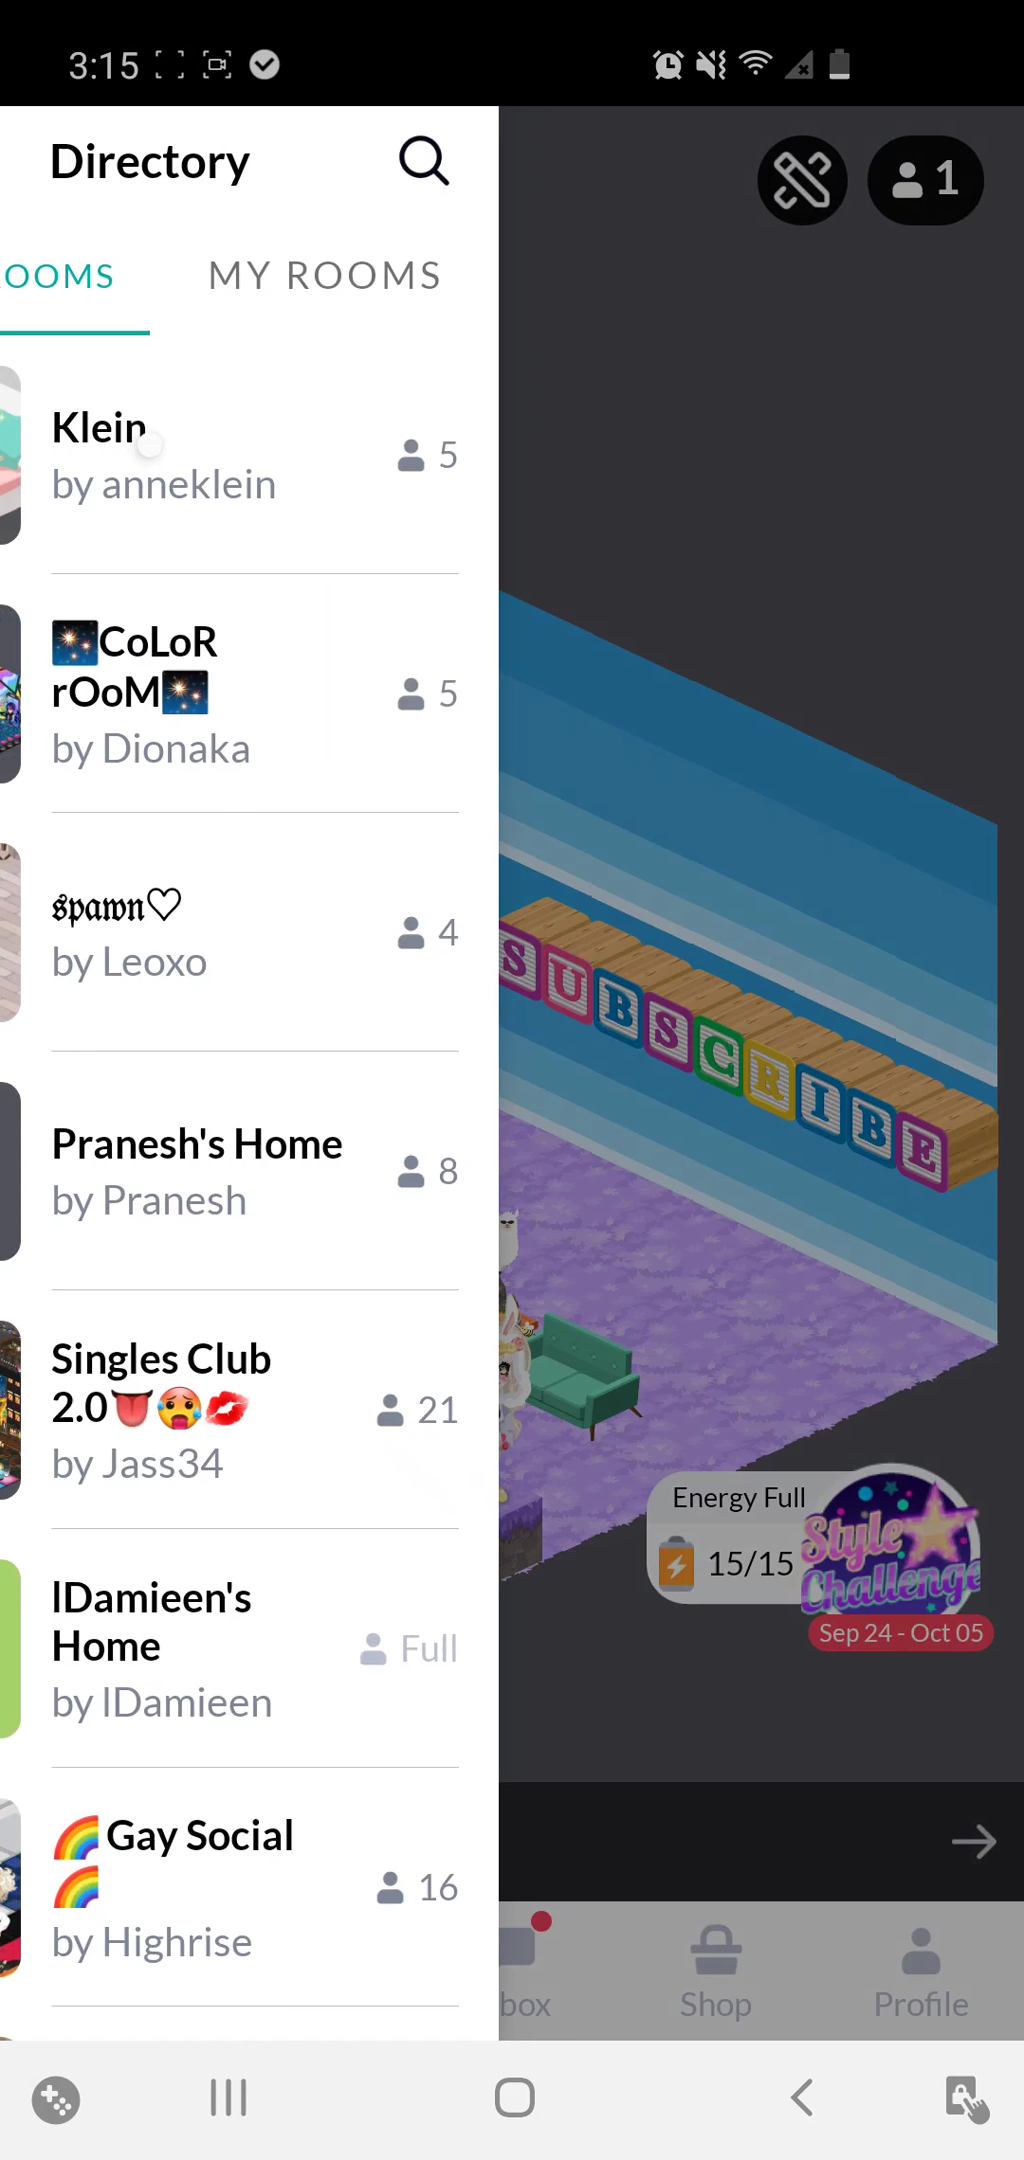 3:15
Directory
1
OOMS
MY ROOMS
Klein
5
by anneklein
🎇CoLoR
rOoM🎇
5
by Dionaka
𝔰𝔭𝔞𝔴𝔫♡
4
by Leoxo
Pranesh's Home
8
by Pranesh
Singles Club
2.0👅🥵💋
21
by Jass34
lDamieen's
Home
Full
by lDamieen
🌈Gay Social
🌈
16
by Highrise
SUBSCRIBE
Energy Full
15/15
Style
Challenge
Sep 24 - Oct 05
box
Shop
Profile